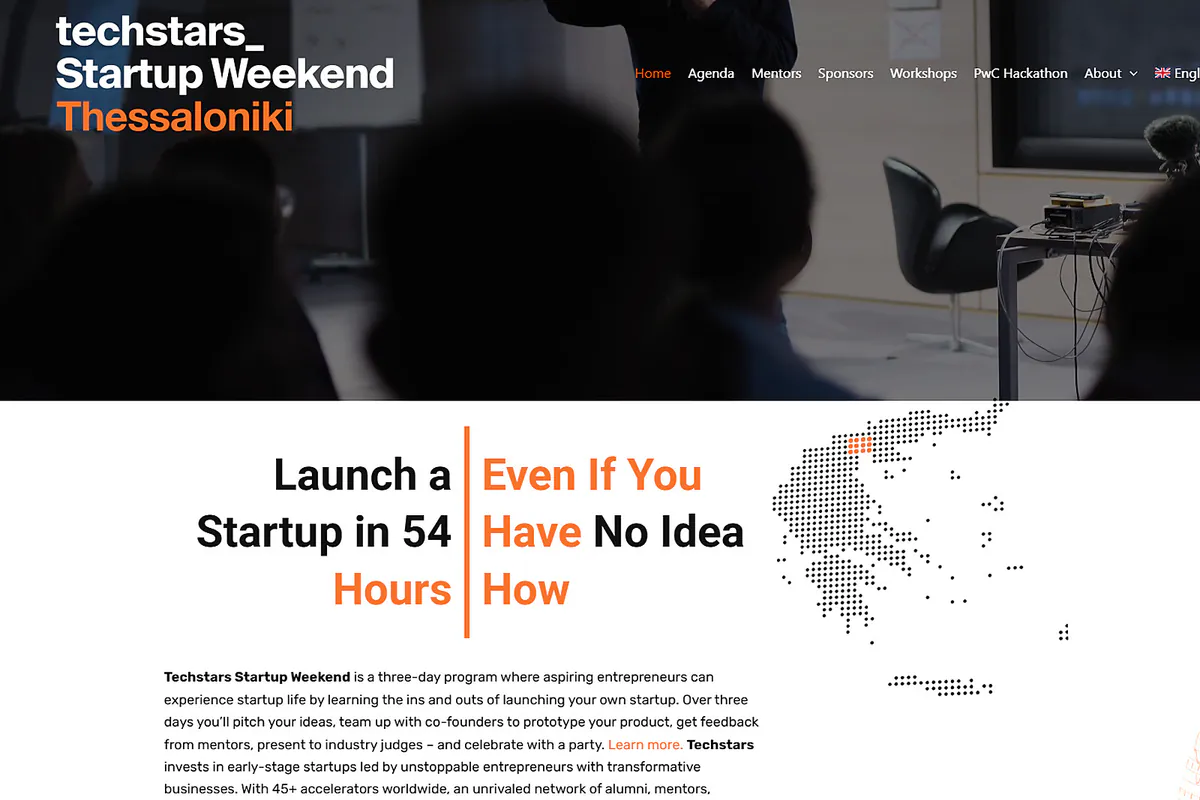 techstars_
Startup Weekend
Thessaloniki
Home Agenda Mentors Sponsors Workshops PwC Hackathon About Engl
Launch a
Startup in 54
Hours
Even If You
Have No Idea
How
Techstars Startup Weekend is a three-day program where aspiring entrepreneurs can
experience startup life by learning the ins and outs of launching your own startup. Over three
days you’ll pitch your ideas, team up with co-founders to prototype your product, get feedback
from mentors, present to industry judges – and celebrate with a party. Learn more. Techstars
invests in early-stage startups led by unstoppable entrepreneurs with transformative
businesses. With 45+ accelerators worldwide, an unrivaled network of alumni, mentors,